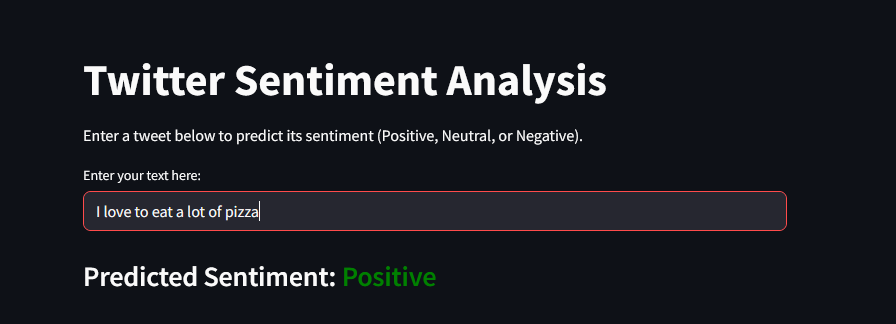 Twitter Sentiment Analysis
Enter a tweet below to predict its sentiment (Positive, Neutral, or Negative).
Enter your text here:
I love to eat a lot of pizza
Predicted Sentiment: Positive